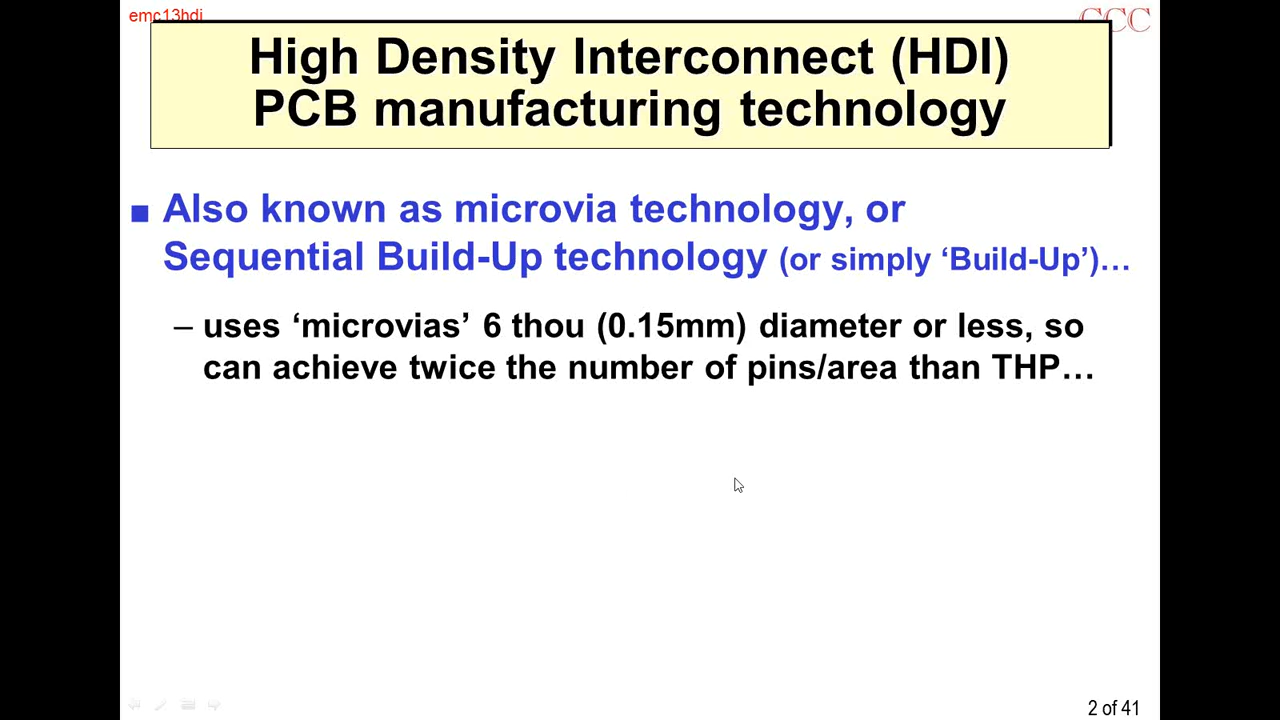 emc13hdi
CCC
High Density Interconnect (HDI)
PCB manufacturing technology
■ Also known as microvia technology, or
Sequential Build-Up technology (or simply ‘Build-Up’)…
– uses ‘microvias’ 6 thou (0.15mm) diameter or less, so
can achieve twice the number of pins/area than THP…
2 of 41